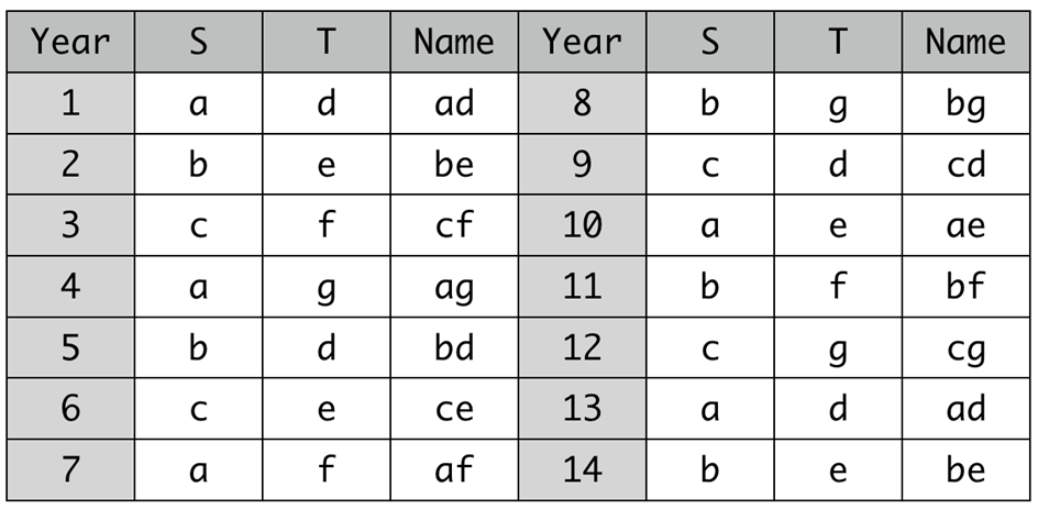 Year S T Name Year S T Name
1 a d ad 8 b g bg
2 b e be 9 c d cd
3 c f cf 10 a e ae
4 a g ag 11 b f bf
5 b d bd 12 c g cg
6 c e ce 13 a d ad
7 a f af 14 b e be